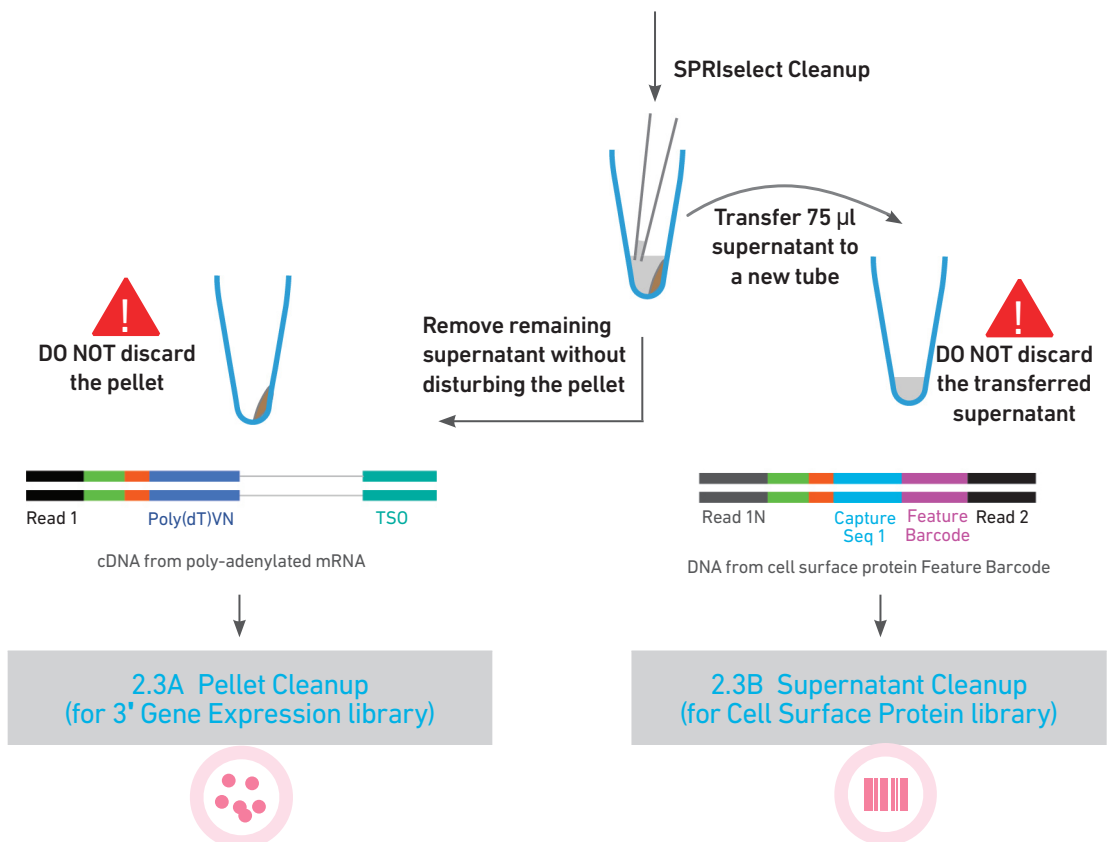 SPRIselect Cleanup
Transfer 75 µl
supernatant to
a new tube
!
DO NOT discard
the pellet
Remove remaining
supernatant without
disturbing the pellet
!
DO NOT discard
the transferred
supernatant
Read 1
Poly(dT)VN
TSO
cDNA from poly-adenylated mRNA
Read 1N
Capture
Seq 1
Feature
Barcode
Read 2
DNA from cell surface protein Feature Barcode
2.3A Pellet Cleanup
(for 3' Gene Expression library)
2.3B Supernatant Cleanup
(for Cell Surface Protein library)